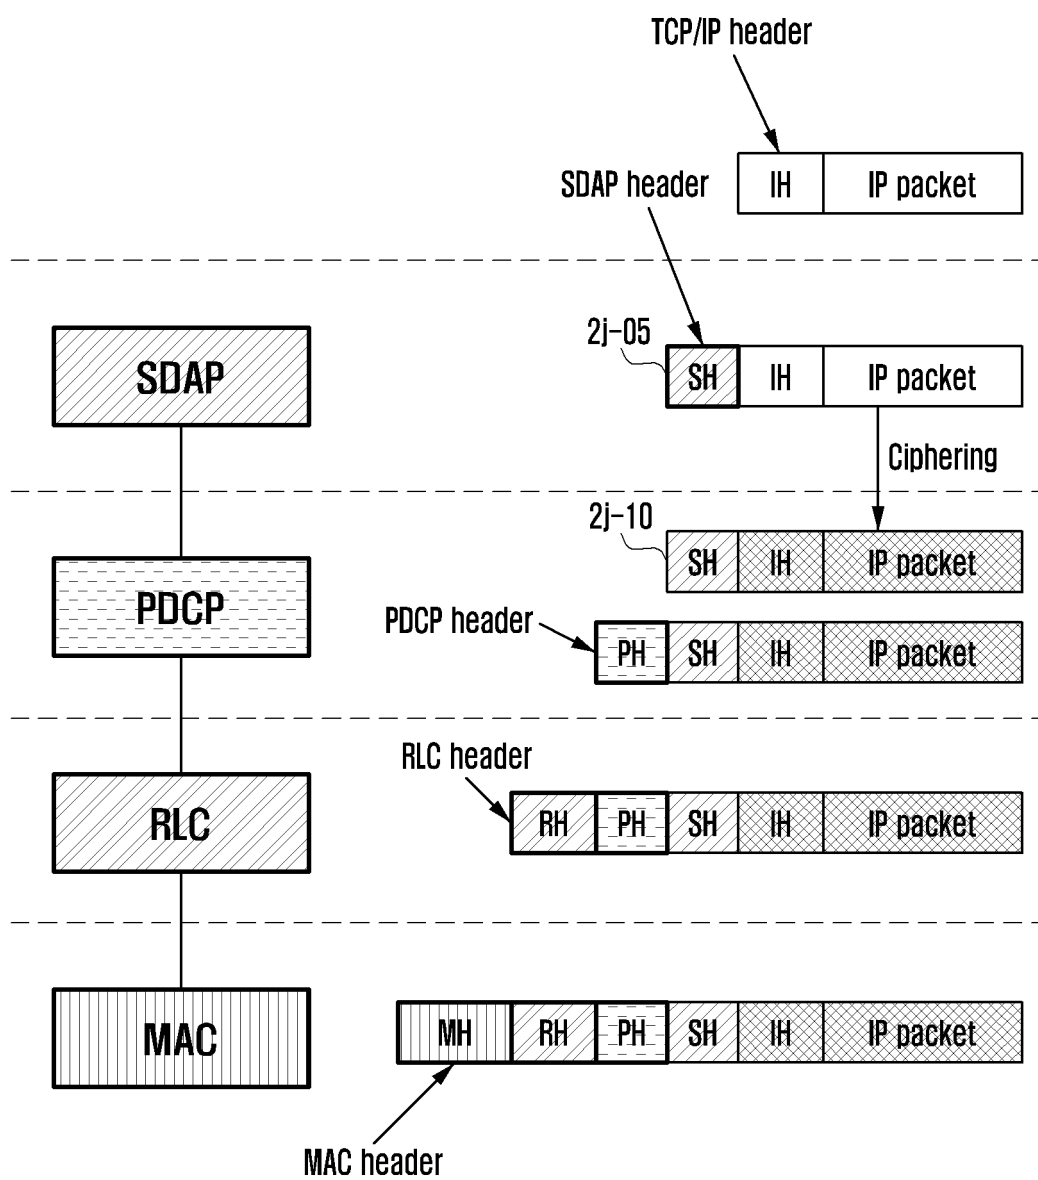 TCP/IP header
IH IP packet
SDAP header
2j-05
SDAP
SH IH IP packet
Ciphering
2j-10
SH IH IP packet
PDCP
PDCP header
PH SH IH IP packet
RLC header
RLC
RH PH SH IH IP packet
MAC
MH RH PH SH IH IP packet
MAC header